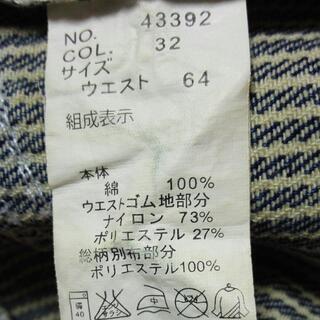 NO. 43392
COL. 32
サイズ
ウエスト 64
組成表示
本体
綿 100%
ウエストゴム地部分
ナイロン 73%
ポリエステル 27%
総柄別布部分
ポリエステル100%
40
中